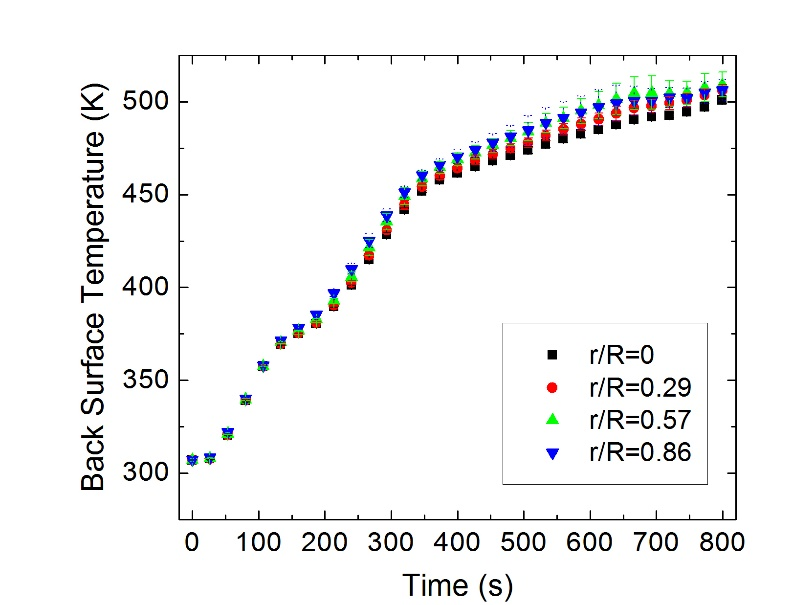 Back Surface Temperature (K)
500
450
400
350
300
r/R=0
r/R=0.29
r/R=0.57
r/R=0.86
0 100 200 300 400 500 600 700 800
Time (s)